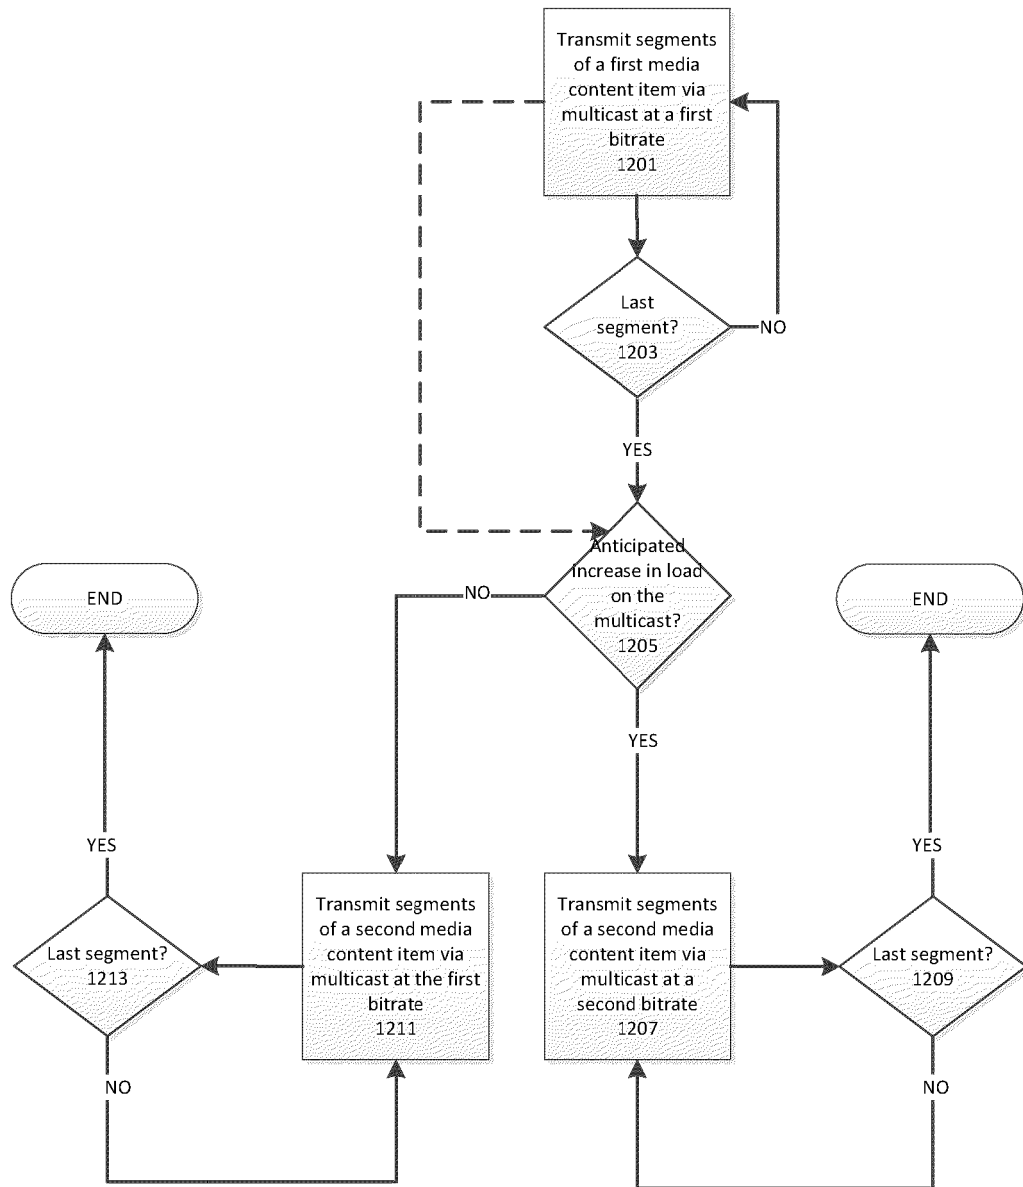 Transmit segments
of a first media
content item via
multicast at a first
bitrate
1201
Last
segment?
1203
NO
YES
Anticipated
increase in load
on the
multicast?
1205
NO
YES
END
END
YES
YES
Last segment?
1213
Transmit segments
of a second media
content item via
multicast at the first
bitrate
1211
Transmit segments
of a second media
content item via
multicast at a
second bitrate
1207
Last segment?
1209
NO
NO